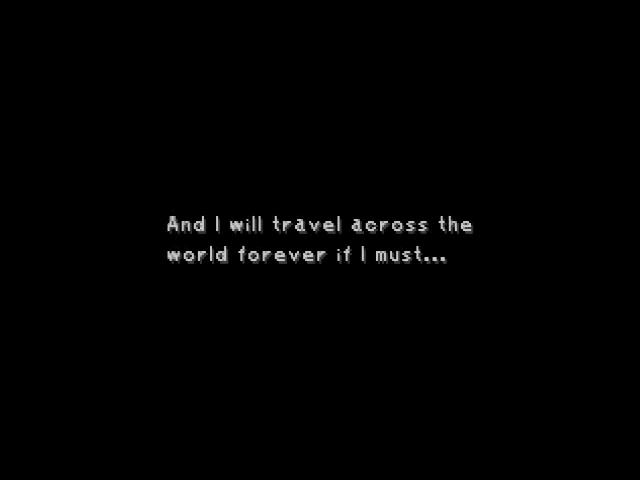 And I will travel across the
world forever if I must...